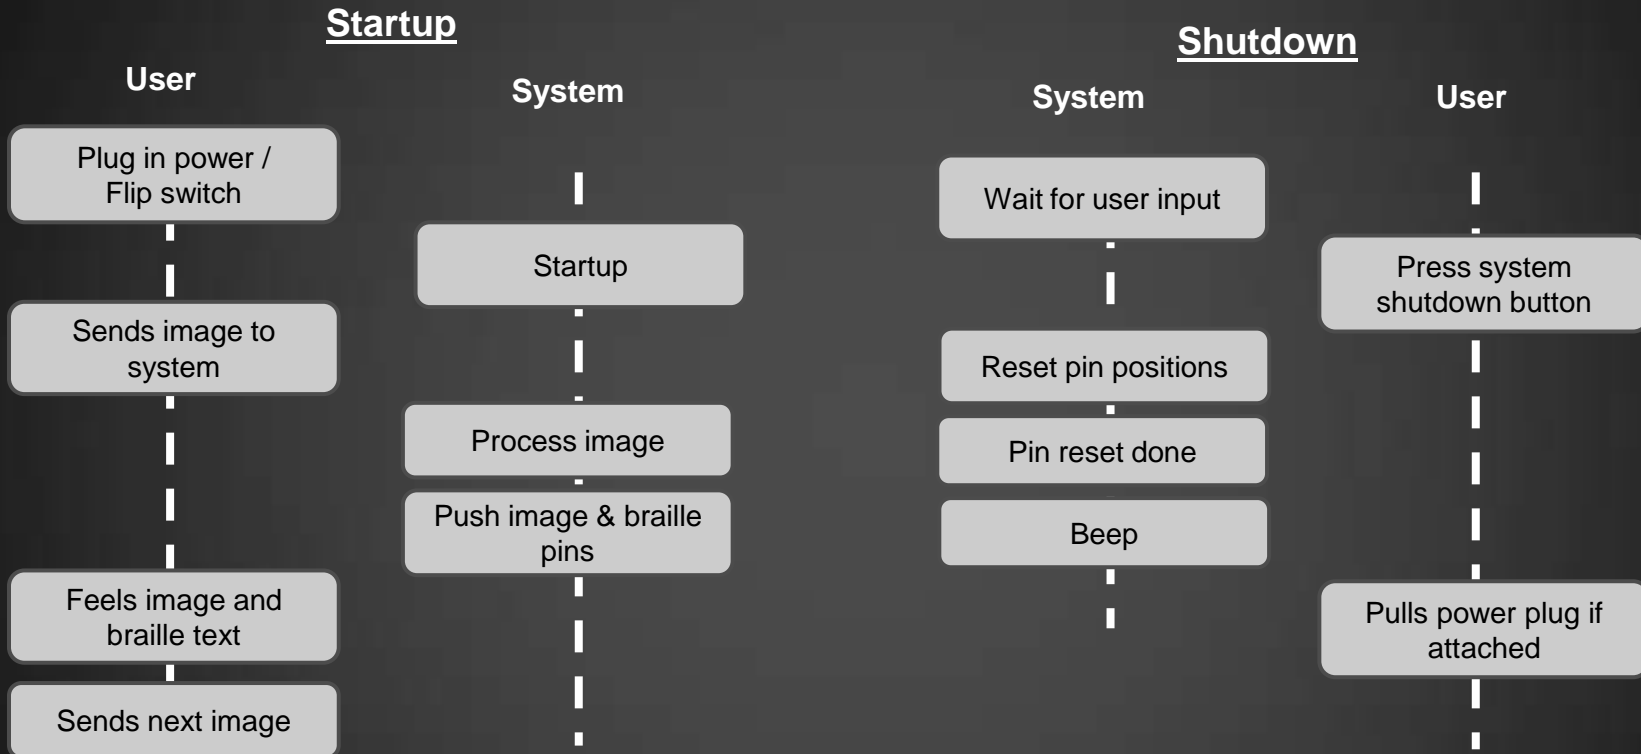 Startup
User
System
Plug in power /
Flip switch
Startup
Sends image to
system
Process image
Push image & braille
pins
Feels image and
braille text
Sends next image
Shutdown
System
User
Wait for user input
Press system
shutdown button
Reset pin positions
Pin reset done
Beep
Pulls power plug if
attached